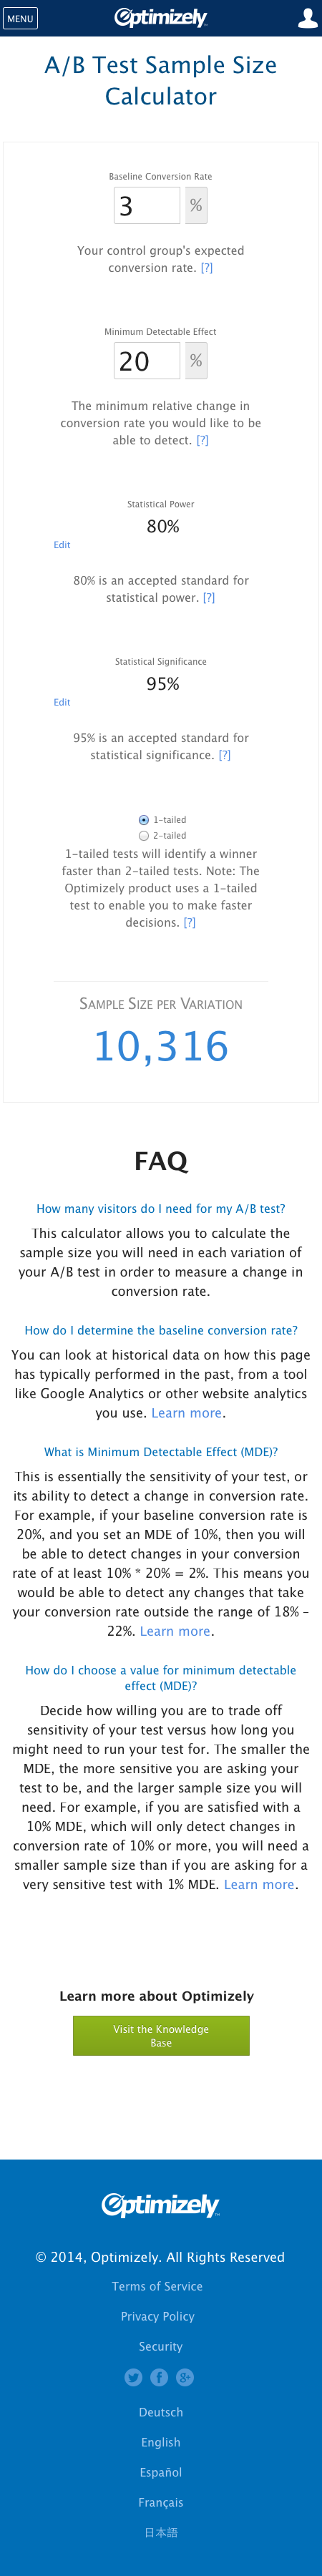 MENU
Optimizely
A/B Test Sample Size
Calculator
Baseline Conversion Rate
3 %
Your control group's expected
conversion rate. [?]
Minimum Detectable Effect
20 %
The minimum relative change in
conversion rate you would like to be
able to detect. [?]
Statistical Power
80%
Edit
80% is an accepted standard for
statistical power. [?]
Statistical Significance
95%
Edit
95% is an accepted standard for
statistical significance. [?]
1-tailed
2-tailed
1-tailed tests will identify a winner
faster than 2-tailed tests. Note: The
Optimizely product uses a 1-tailed
test to enable you to make faster
decisions. [?]
Sample Size per Variation
10,316
FAQ
How many visitors do I need for my A/B test?
This calculator allows you to calculate the
sample size you will need in each variation of
your A/B test in order to measure a change in
conversion rate.
How do I determine the baseline conversion rate?
You can look at historical data on how this page
has typically performed in the past, from a tool
like Google Analytics or other website analytics
you use. Learn more.
What is Minimum Detectable Effect (MDE)?
This is essentially the sensitivity of your test, or
its ability to detect a change in conversion rate.
For example, if your baseline conversion rate is
20%, and you set an MDE of 10%, then you will
be able to detect changes in your conversion
rate of at least 10% * 20% = 2%. This means you
would be able to detect any changes that take
your conversion rate outside the range of 18% –
22%. Learn more.
How do I choose a value for minimum detectable
effect (MDE)?
Decide how willing you are to trade off
sensitivity of your test versus how long you
might need to run your test for. The smaller the
MDE, the more sensitive you are asking your
test to be, and the larger sample size you will
need. For example, if you are satisfied with a
10% MDE, which will only detect changes in
conversion rate of 10% or more, you will need a
smaller sample size than if you are asking for a
very sensitive test with 1% MDE. Learn more.
Learn more about Optimizely
Visit the Knowledge
Base
Optimizely
© 2014, Optimizely. All Rights Reserved
Terms of Service
Privacy Policy
Security
Deutsch
English
Español
Français
日本語